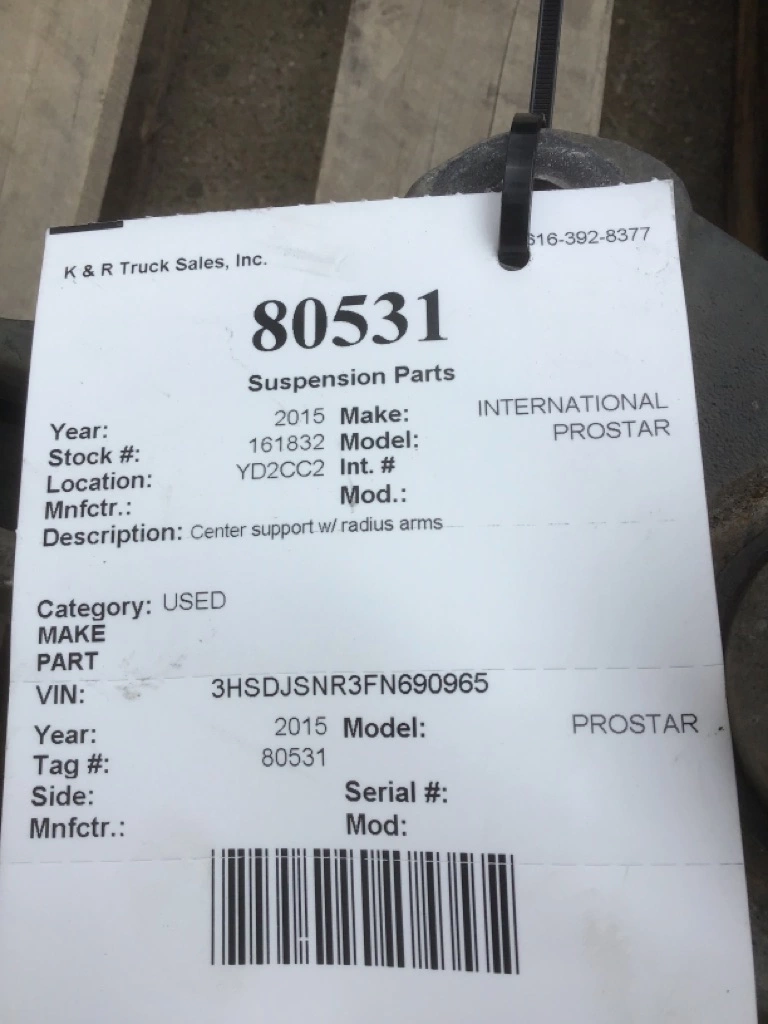 K & R Truck Sales, Inc.
616-392-8377
80531
Suspension Parts
Year: 2015 Make: INTERNATIONAL
Stock #: 161832 Model: PROSTAR
Location: YD2CC2 Int. #
Mnfctr.: Mod.:
Description: Center support w/ radius arms
Category: USED
MAKE
PART
VIN: 3HSDJSNR3FN690965
Year: 2015 Model: PROSTAR
Tag #: 80531
Side: Serial #:
Mnfctr.: Mod: